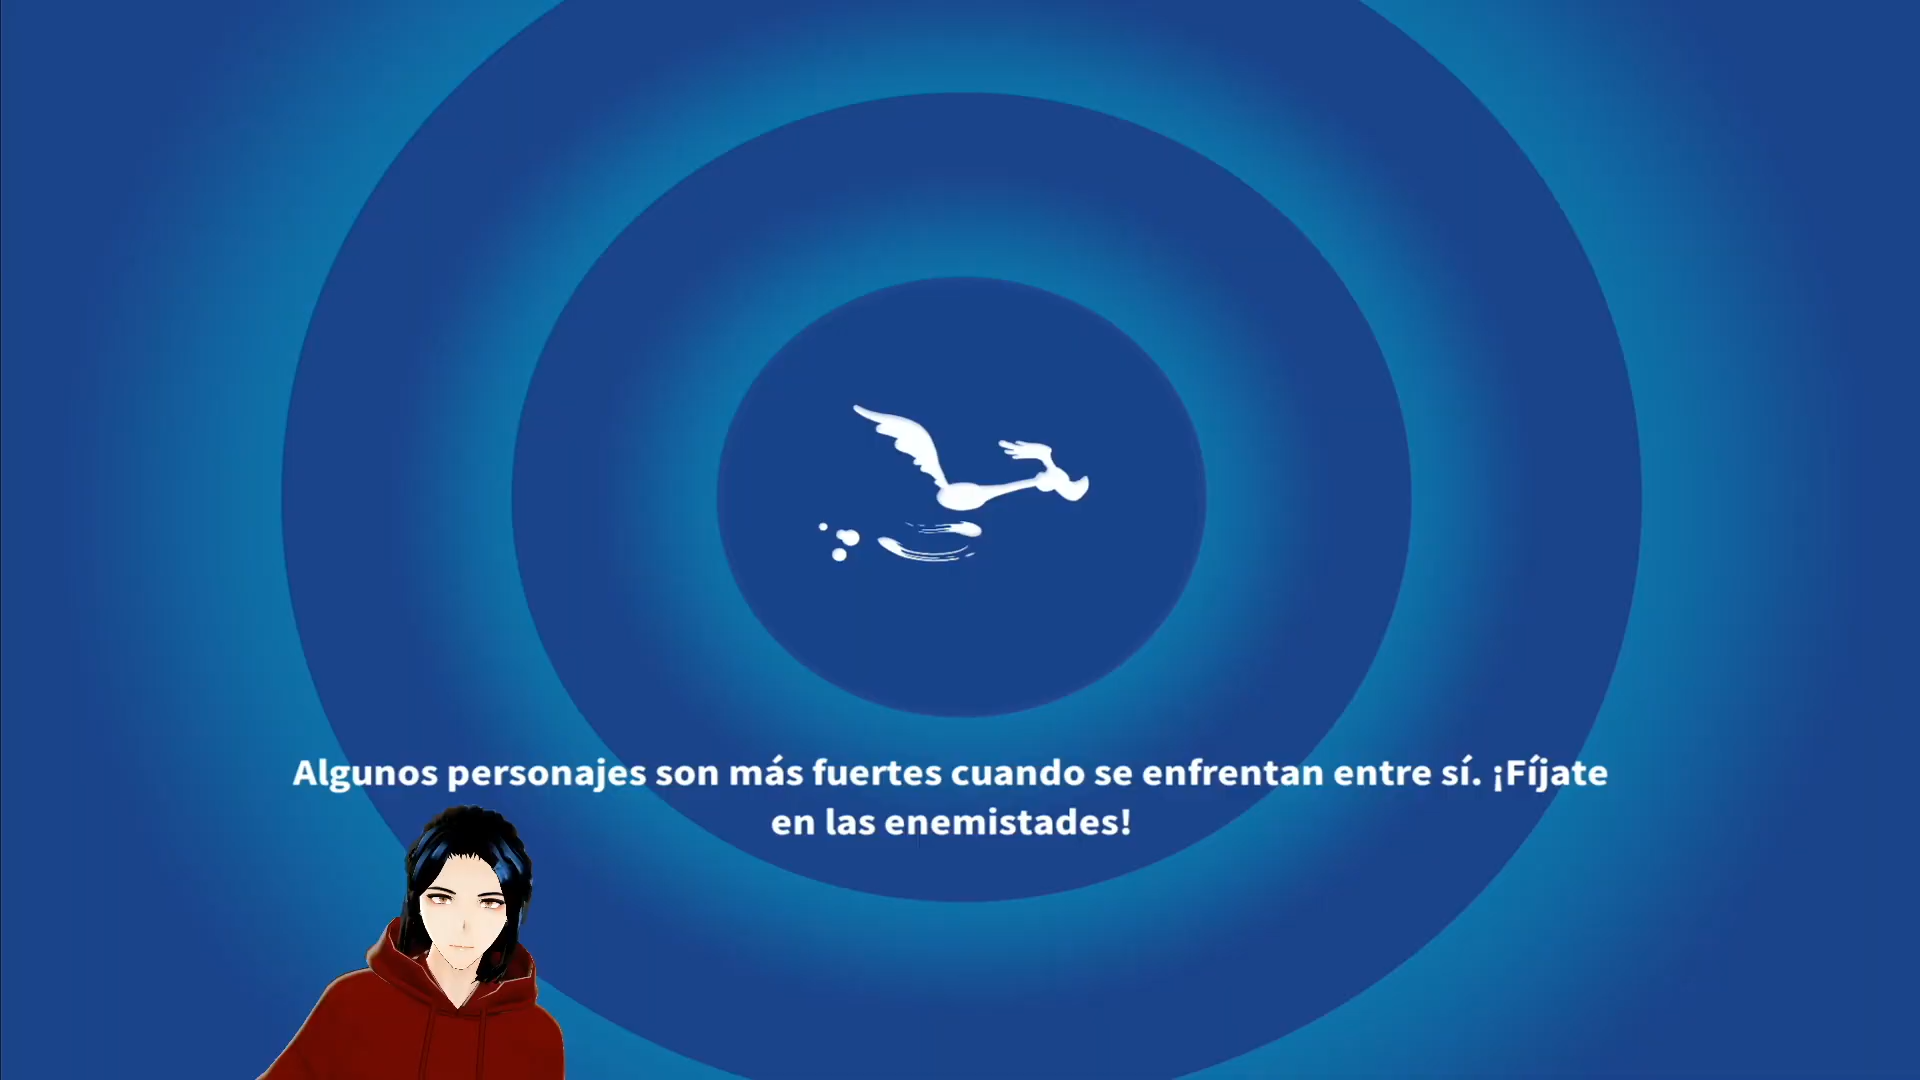 Algunos personajes son más fuertes cuando se enfrentan entre sí. ¡Fíjate
en las enemistades!